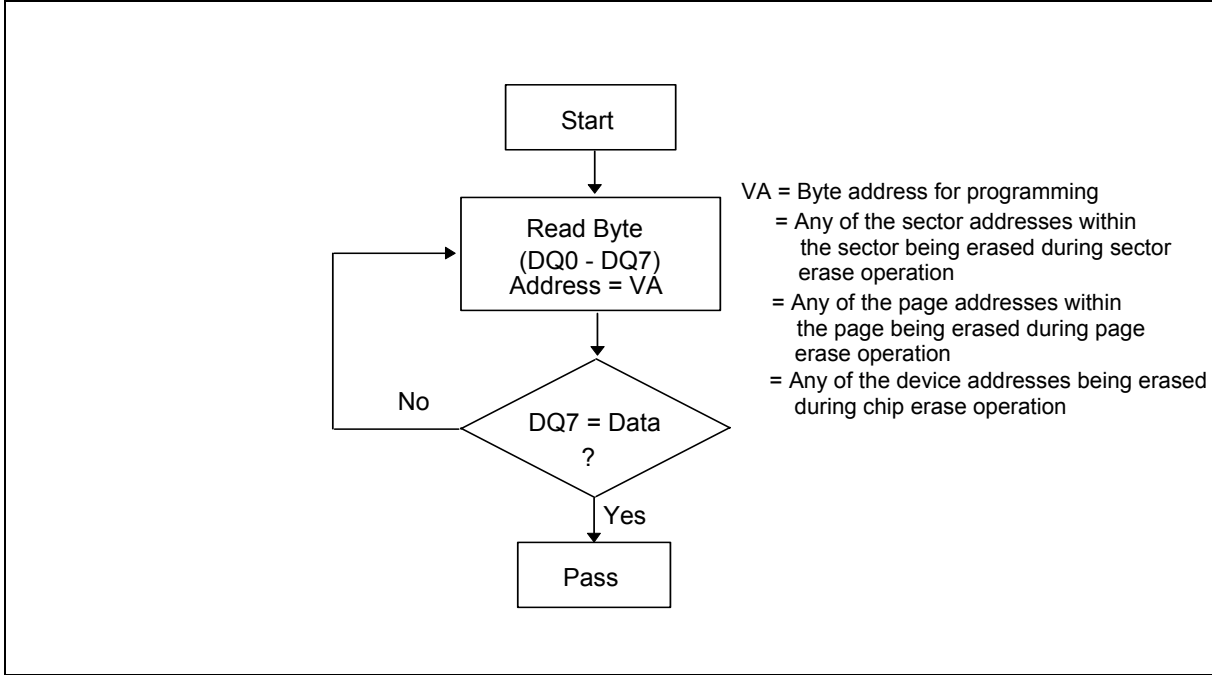 Start
Read Byte
(DQ0 - DQ7)
Address = VA
VA = Byte address for programming
= Any of the sector addresses within
the sector being erased during sector
erase operation
= Any of the page addresses within
the page being erased during page
erase operation
= Any of the device addresses being erased
during chip erase operation
No
DQ7 = Data
?
Yes
Pass